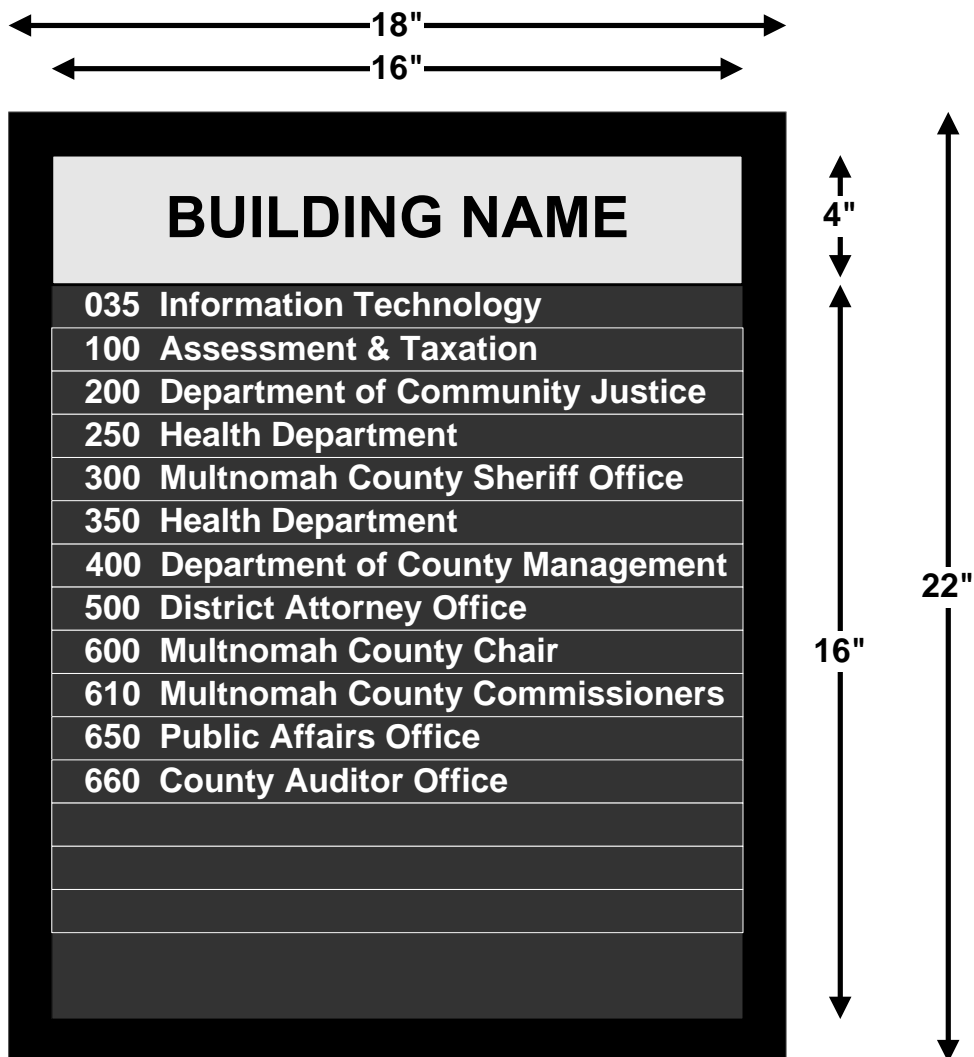 18"
16"
BUILDING NAME
4"
035 Information Technology
100 Assessment & Taxation
200 Department of Community Justice
250 Health Department
300 Multnomah County Sheriff Office
350 Health Department
400 Department of County Management
500 District Attorney Office
22"
600 Multnomah County Chair
16"
610 Multnomah County Commissioners
650 Public Affairs Office
660 County Auditor Office